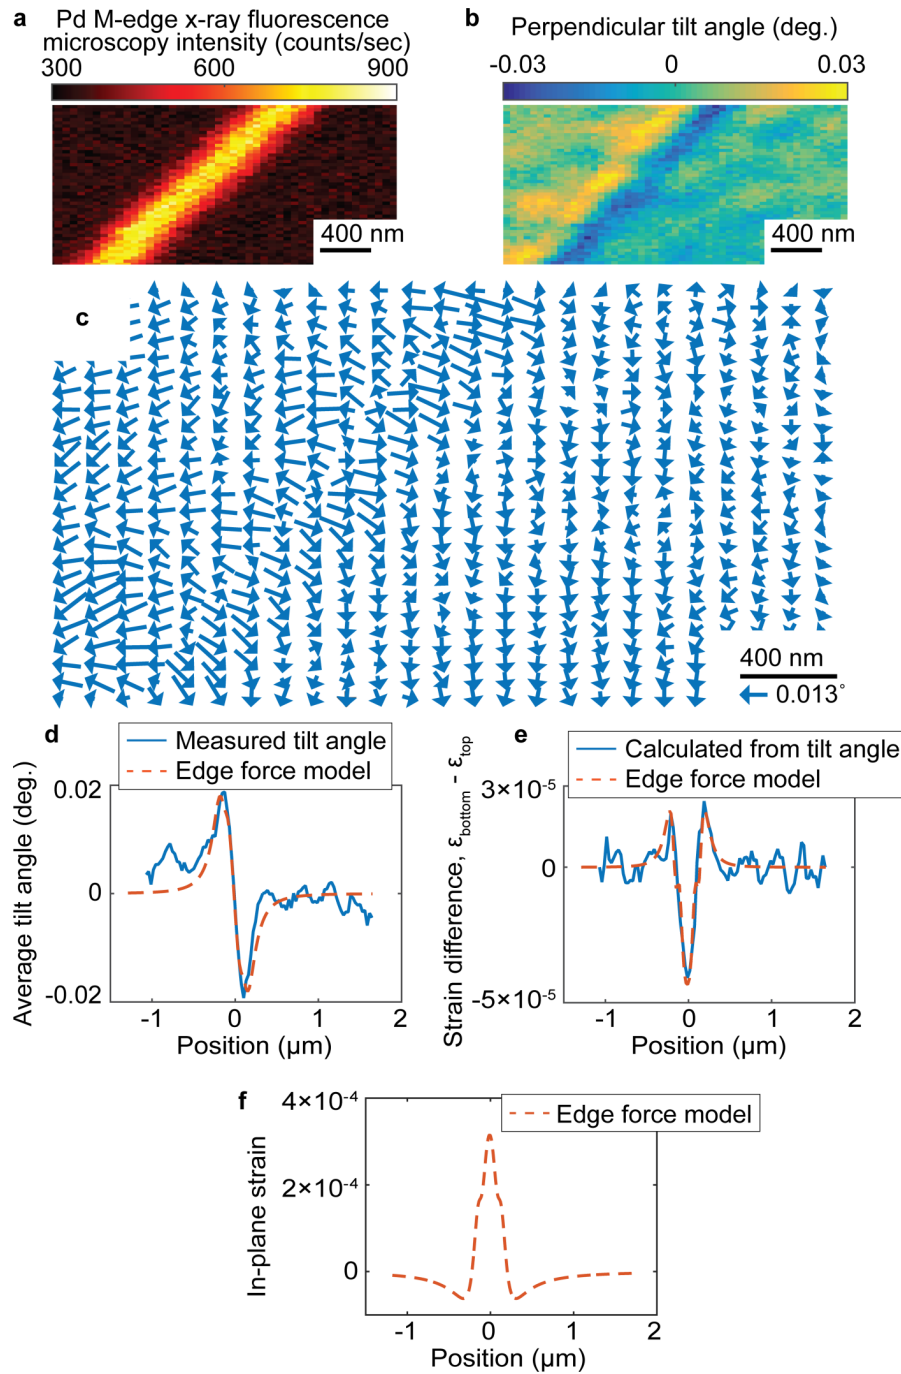 a
Pd M-edge x-ray fluorescence
microscopy intensity (counts/sec)
300 600 900
400 nm
b
Perpendicular tilt angle (deg.)
-0.03 0 0.03
400 nm
c
400 nm
0.013°
d
Measured tilt angle
Edge force model
Average tilt angle (deg.)
0.02
0
-0.02
-1 0 1 2
Position (µm)
e
Calculated from tilt angle
Edge force model
Strain difference, ε_bottom - ε_top
3×10⁻⁵
0
-5×10⁻⁵
-1 0 1 2
Position (µm)
f
Edge force model
In-plane strain
4×10⁻⁴
2×10⁻⁴
0
-1 0 1 2
Position (µm)